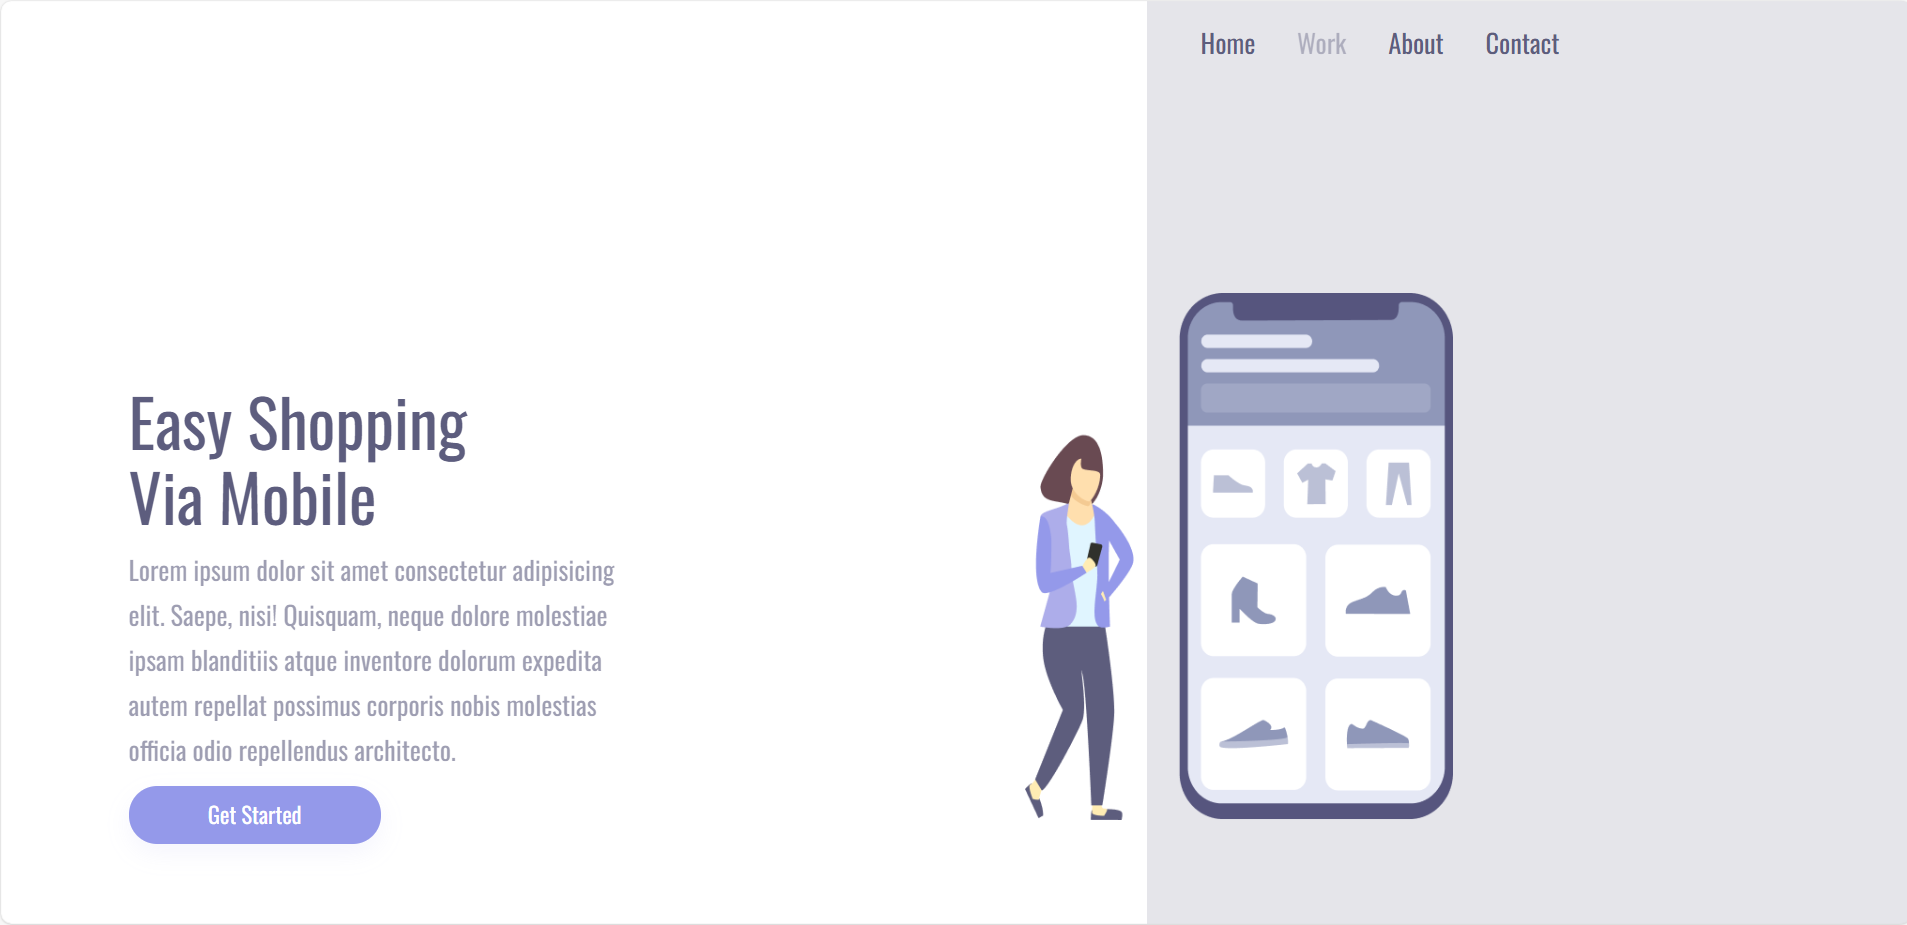 Home Work About Contact
Easy Shopping
Via Mobile
Lorem ipsum dolor sit amet consectetur adipisicing
elit. Saepe, nisi! Quisquam, neque dolore molestiae
ipsam blanditiis atque inventore dolorum expedita
autem repellat possimus corporis nobis molestias
officia odio repellendus architecto.
Get Started